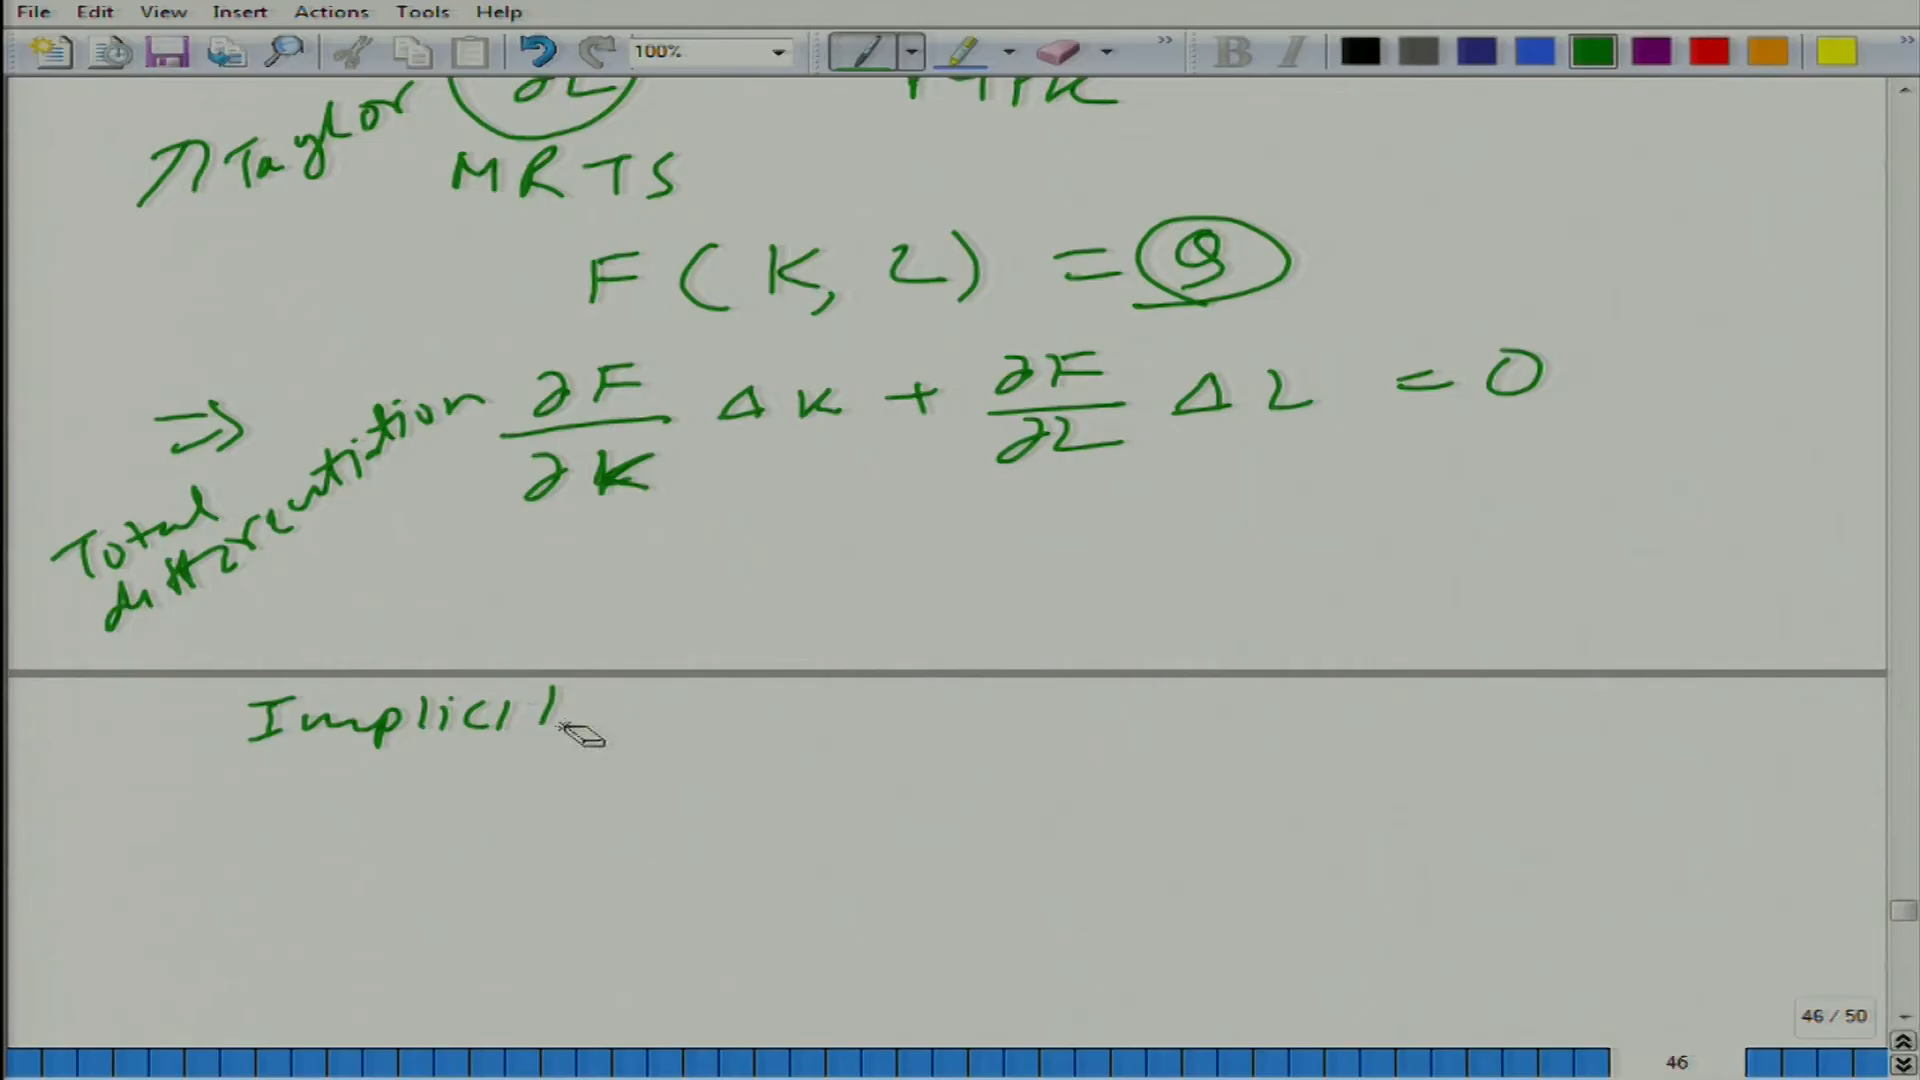 File Edit View Insert Actions Tools Help
100%
B I
∂L MPK
Taylor
MRTS
F(K, L) = Q
⇒ ∂F/∂K ΔK + ∂F/∂L ΔL = 0
Total
differentiation
Implicit
46 / 50
46